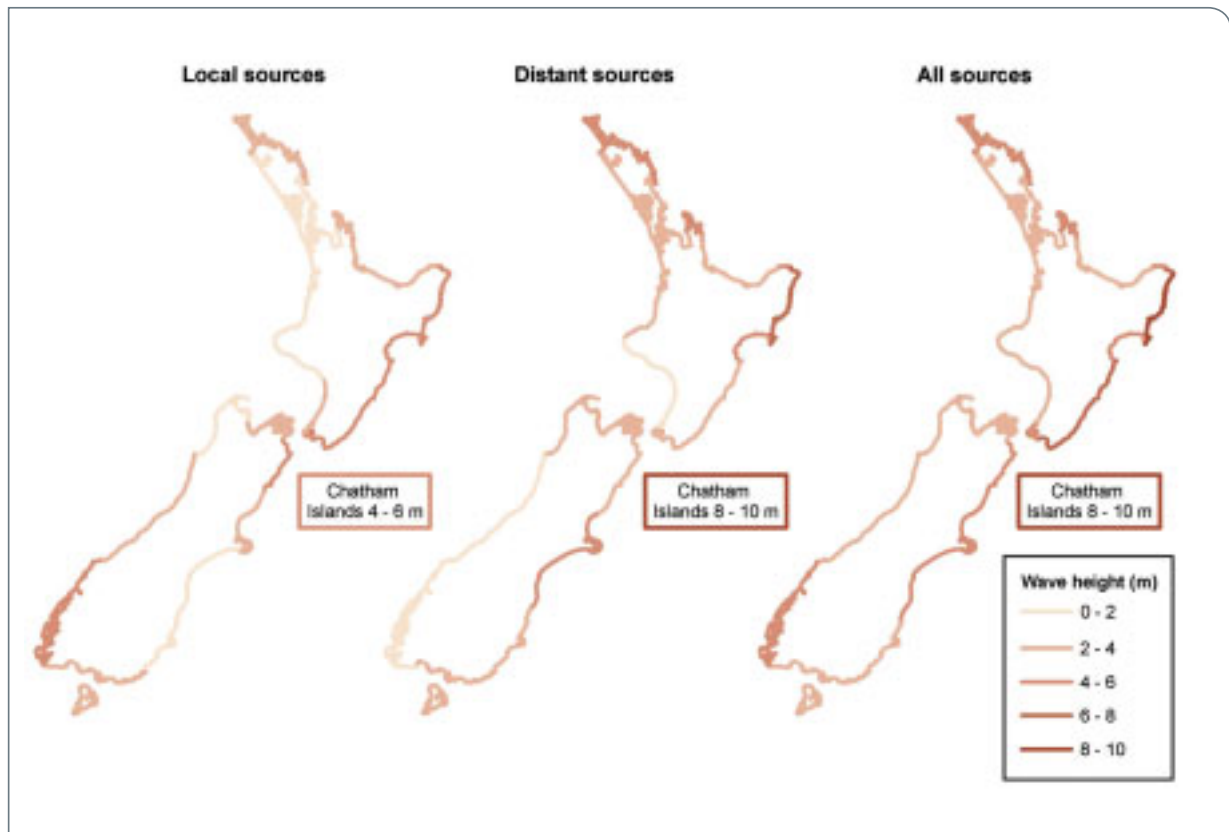 Local sources
Distant sources
All sources
Chatham
Islands 4 - 6 m
Chatham
Islands 8 - 10 m
Chatham
Islands 8 - 10 m
Wave height (m)
0 - 2
2 - 4
4 - 6
6 - 8
8 - 10